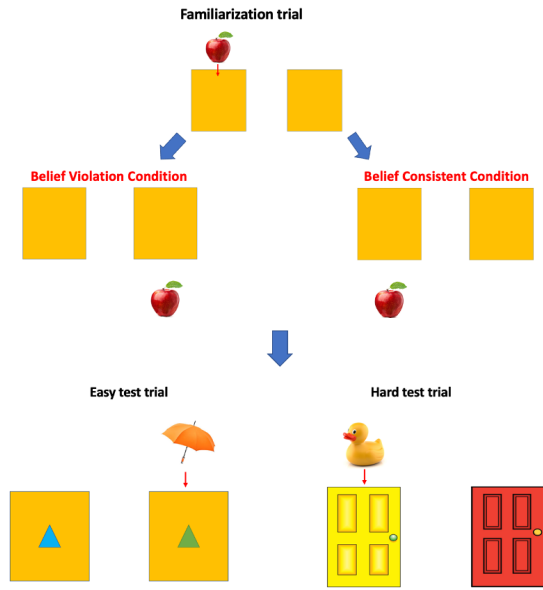 Familiarization trial
Belief Violation Condition
Belief Consistent Condition
Easy test trial
Hard test trial